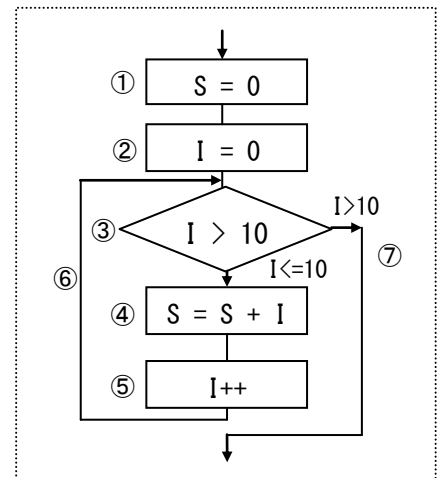 ① S = 0
② I = 0
③ I > 10
I>10
⑦
I<=10
⑥
④ S = S + I
⑤ I++